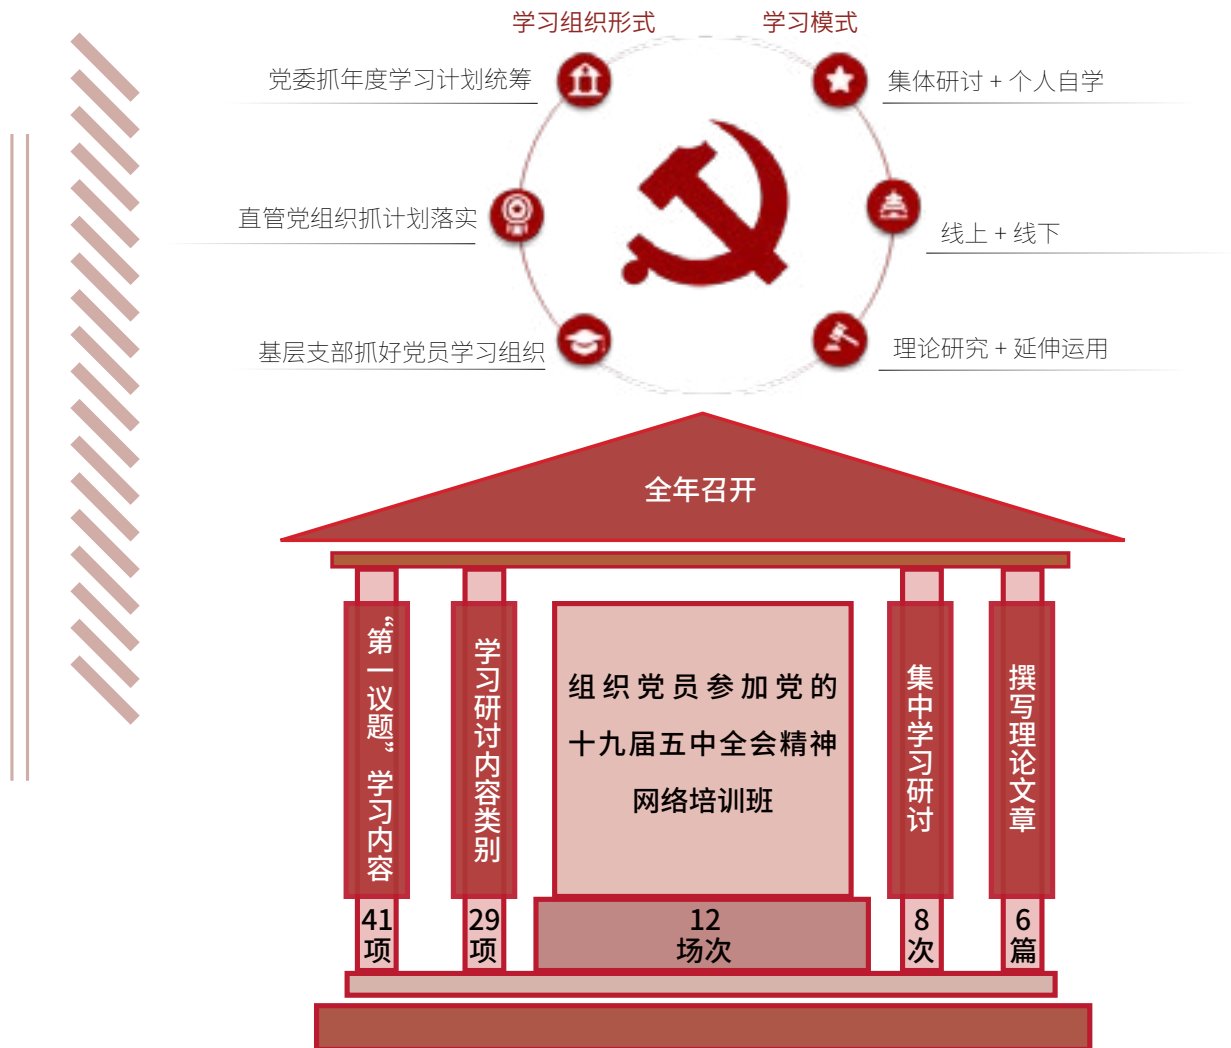 学习组织形式
学习模式
党委抓年度学习计划统筹
集体研讨 + 个人自学
直管党组织抓计划落实
线上 + 线下
基层支部抓好党员学习组织
理论研究 + 延伸运用
全年召开
“第一议题”学习内容
41
项
学习研讨内容类别
29
项
组织党员参加党的
十九届五中全会精神
网络培训班
12
场次
集中学习研讨
8
次
撰写理论文章
6
篇